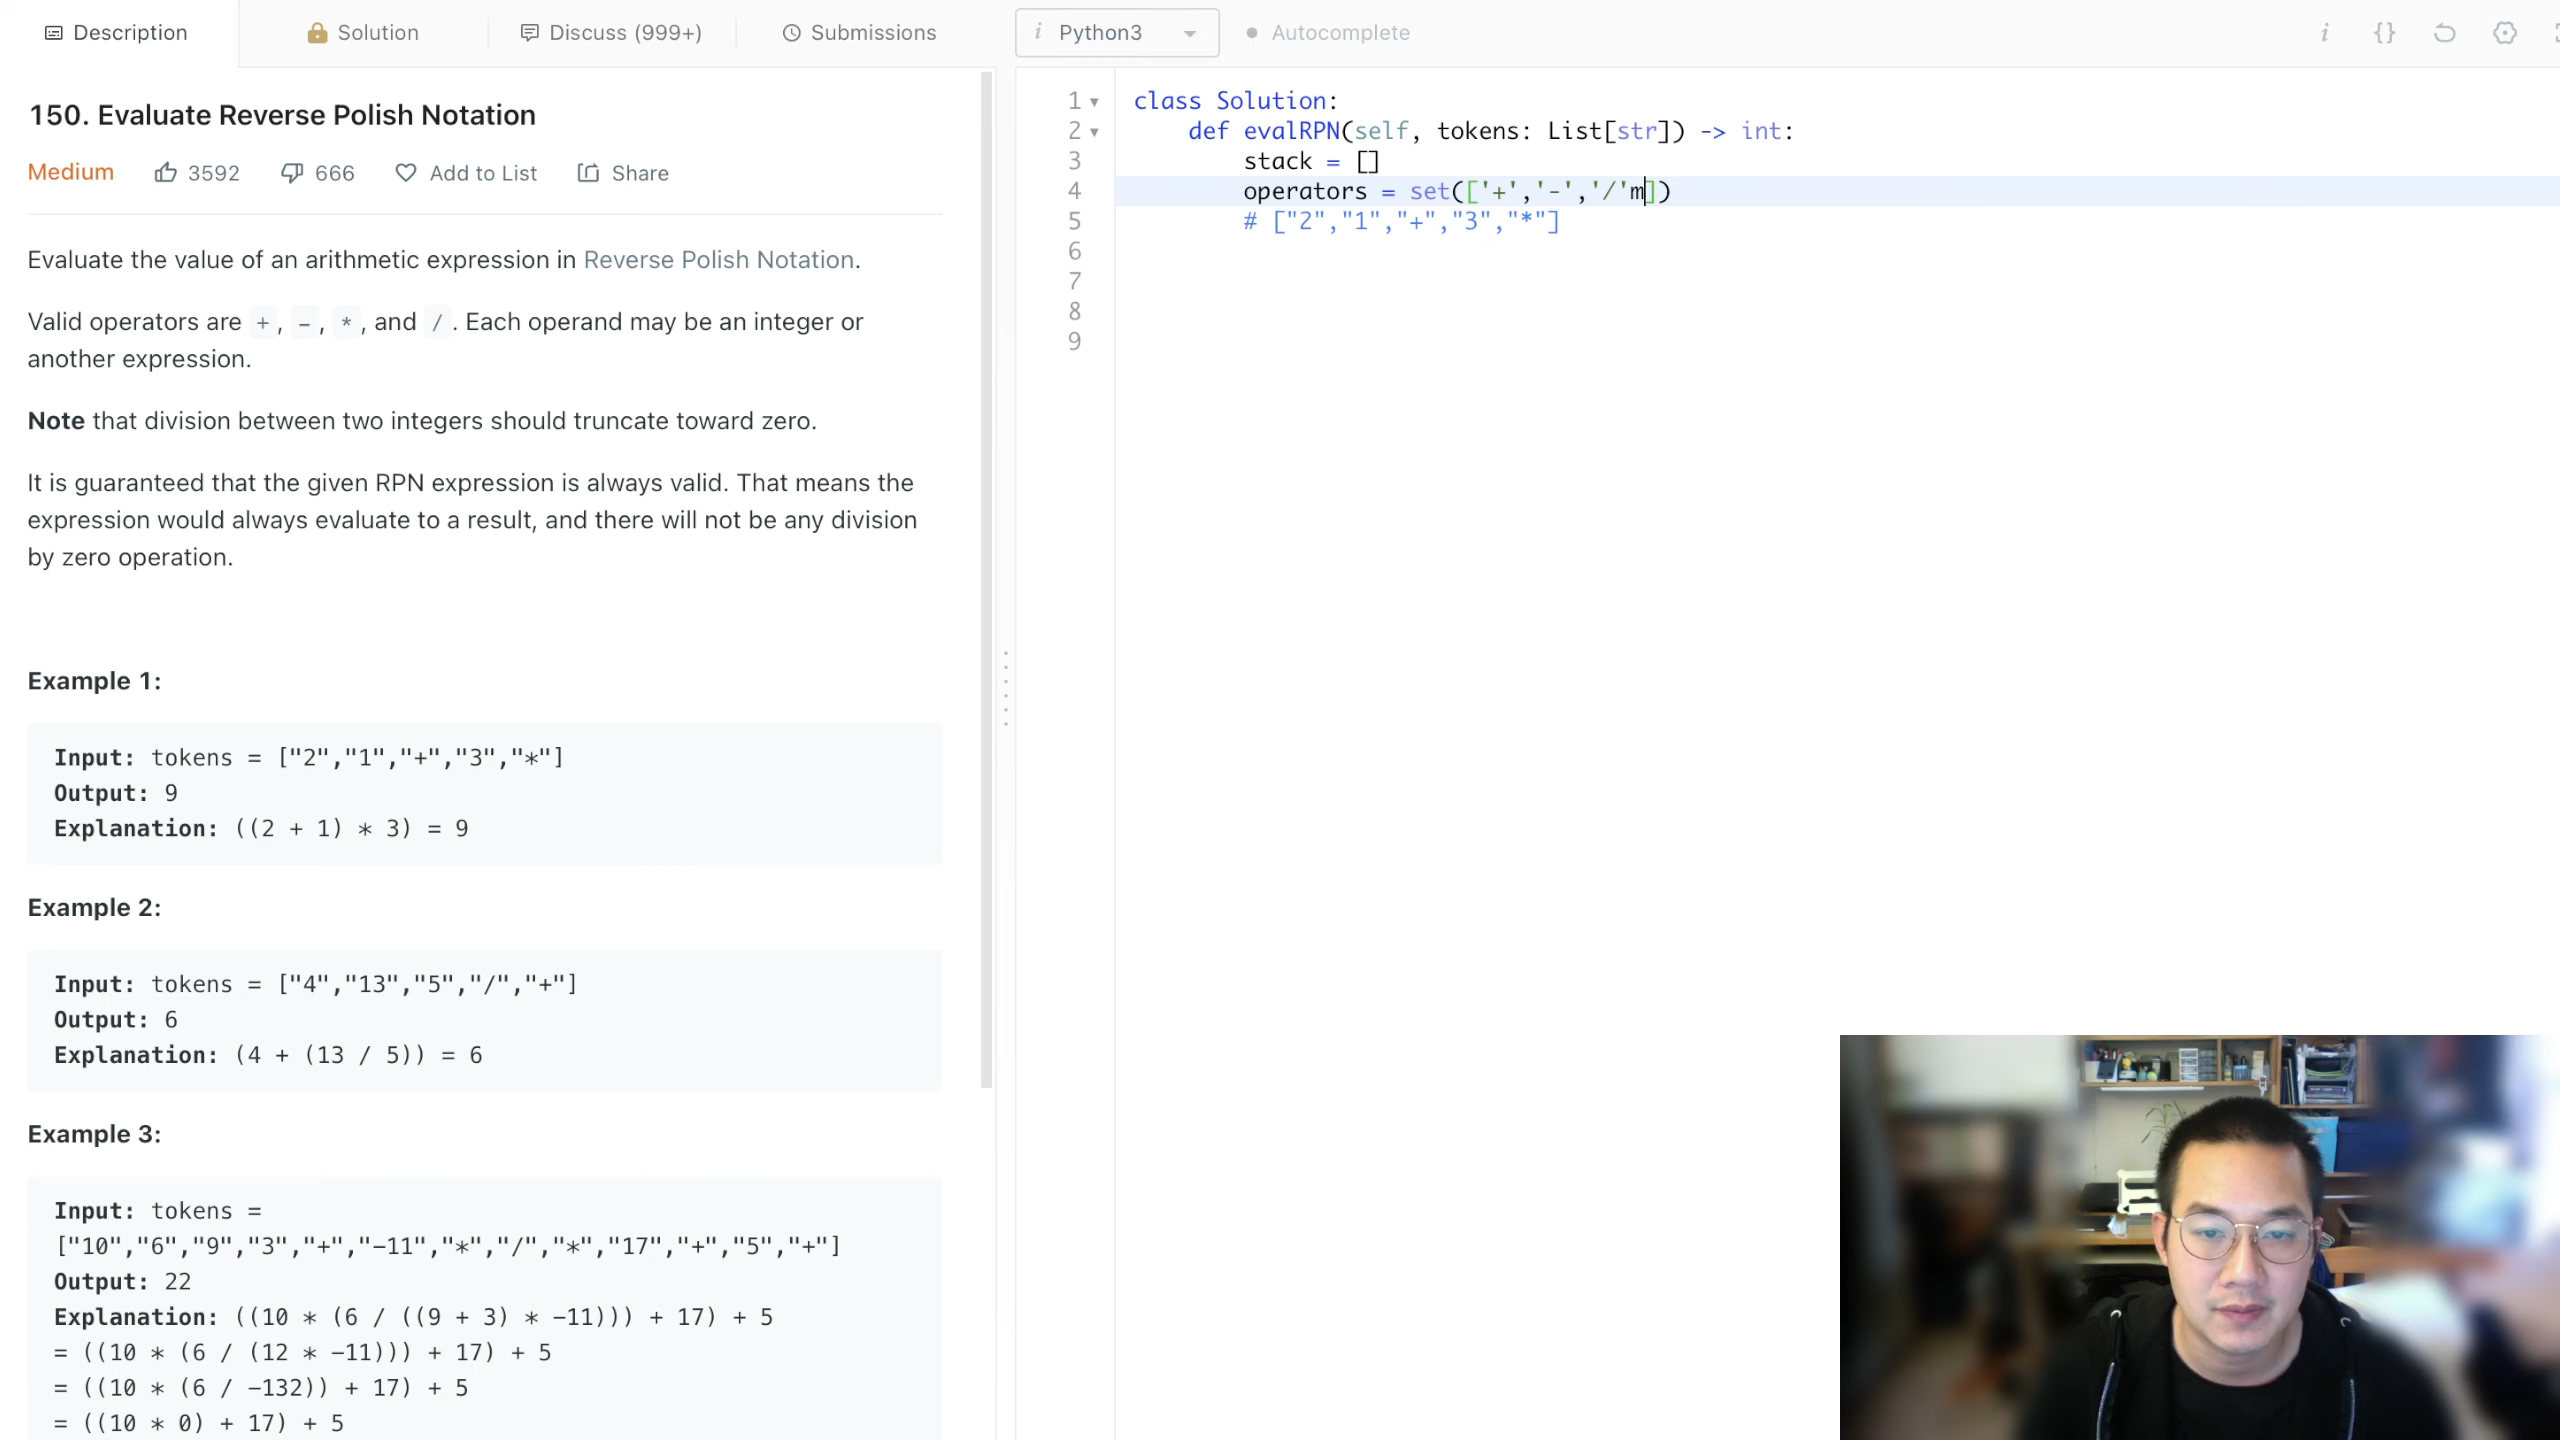 Description
Solution
Discuss (999+)
Submissions
i Python3
Autocomplete
i {}
150. Evaluate Reverse Polish Notation
Medium 3592 666 Add to List Share
Evaluate the value of an arithmetic expression in Reverse Polish Notation.
Valid operators are +, -, *, and /. Each operand may be an integer or
another expression.
Note that division between two integers should truncate toward zero.
It is guaranteed that the given RPN expression is always valid. That means the
expression would always evaluate to a result, and there will not be any division
by zero operation.
Example 1:
Input: tokens = ["2","1","+","3","*"]
Output: 9
Explanation: ((2 + 1) * 3) = 9
Example 2:
Input: tokens = ["4","13","5","/","+"]
Output: 6
Explanation: (4 + (13 / 5)) = 6
Example 3:
Input: tokens =
["10","6","9","3","+","-11","*","/","*","17","+","5","+"]
Output: 22
Explanation: ((10 * (6 / ((9 + 3) * -11))) + 17) + 5
= ((10 * (6 / (12 * -11))) + 17) + 5
= ((10 * (6 / -132)) + 17) + 5
= ((10 * 0) + 17) + 5
1 class Solution:
2     def evalRPN(self, tokens: List[str]) -> int:
3         stack = []
4         operators = set(['+','-','/'m])
5         # ["2","1","+","3","*"]
6
7
8
9